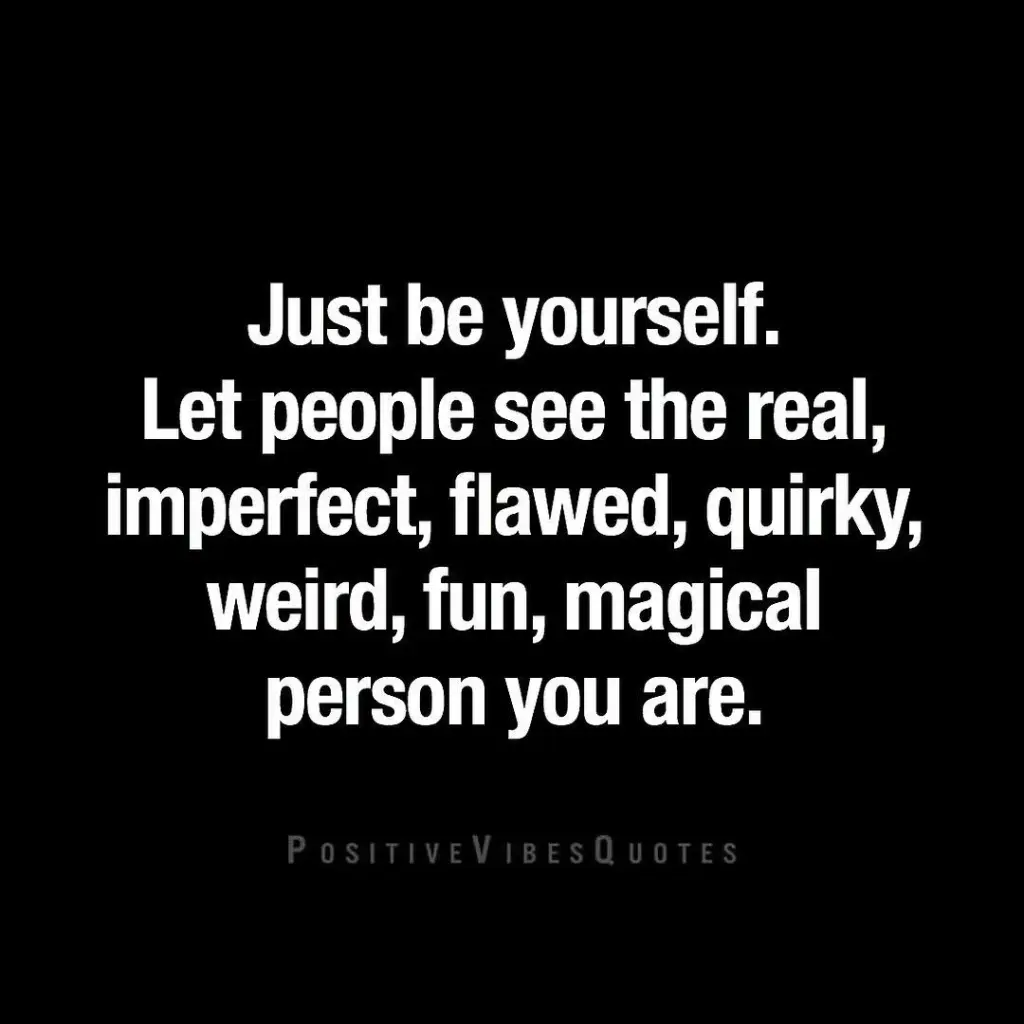 Just be yourself.
Let people see the real,
imperfect, flawed, quirky,
weird, fun, magical
person you are.
PositiveVibesQuotes